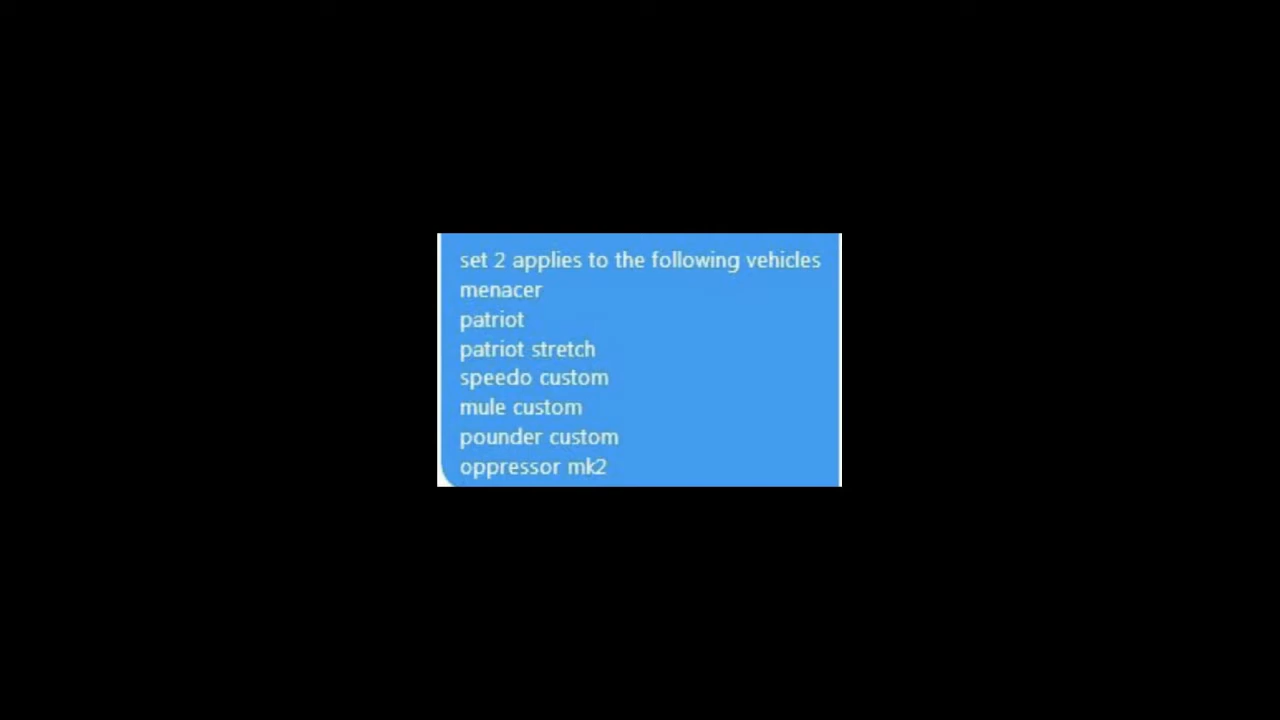 set 2 applies to the following vehicles
menacer
patriot
patriot stretch
speedo custom
mule custom
pounder custom
oppressor mk2